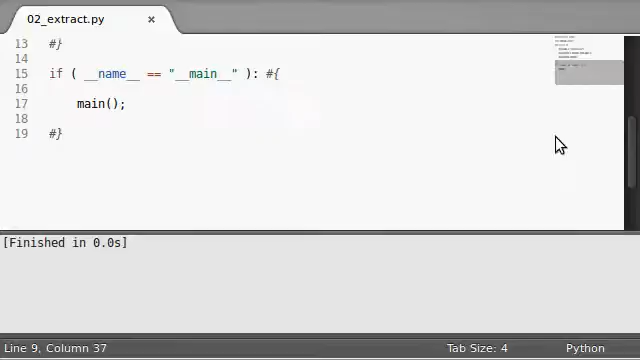 02_extract.py ×
13 #}
14
15 if ( __name__ == "__main__" ): #{
16
17 main();
18
19 #}
[Finished in 0.0s]
Line 9, Column 37 Tab Size: 4 Python